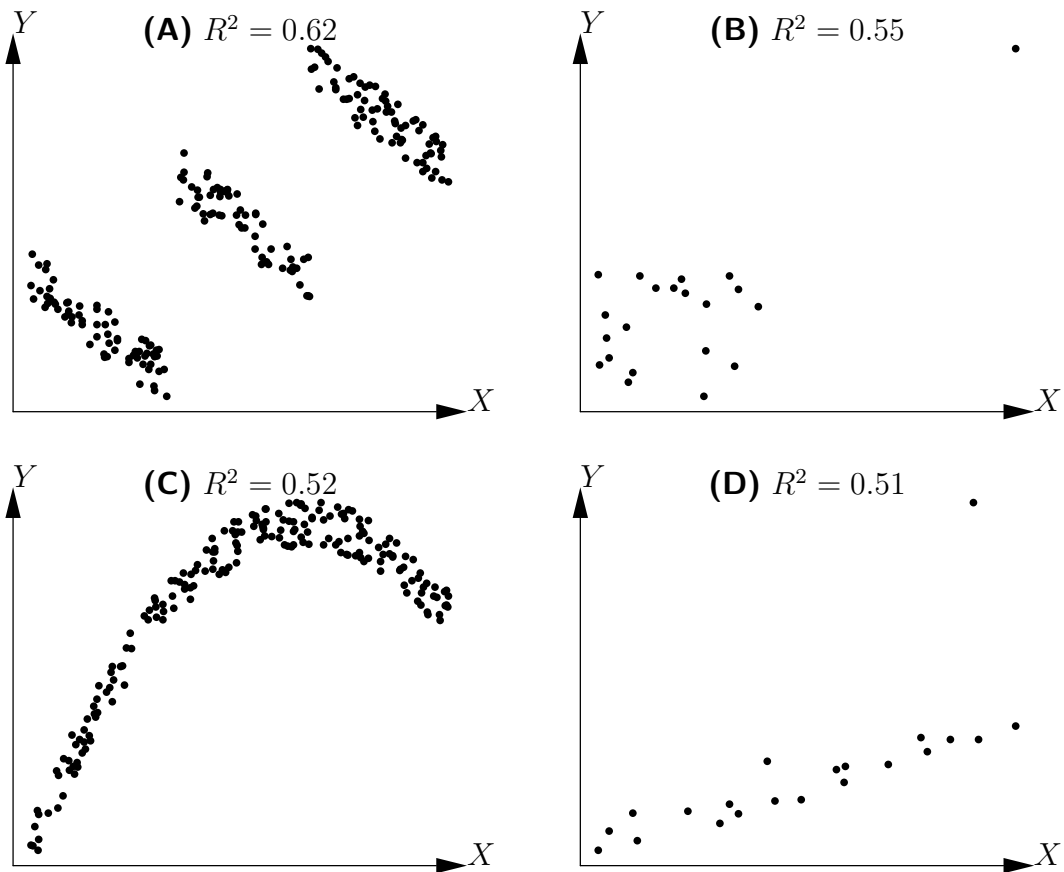 Y
(A) R² = 0.62
X
Y
(B) R² = 0.55
X
Y
(C) R² = 0.52
X
Y
(D) R² = 0.51
X